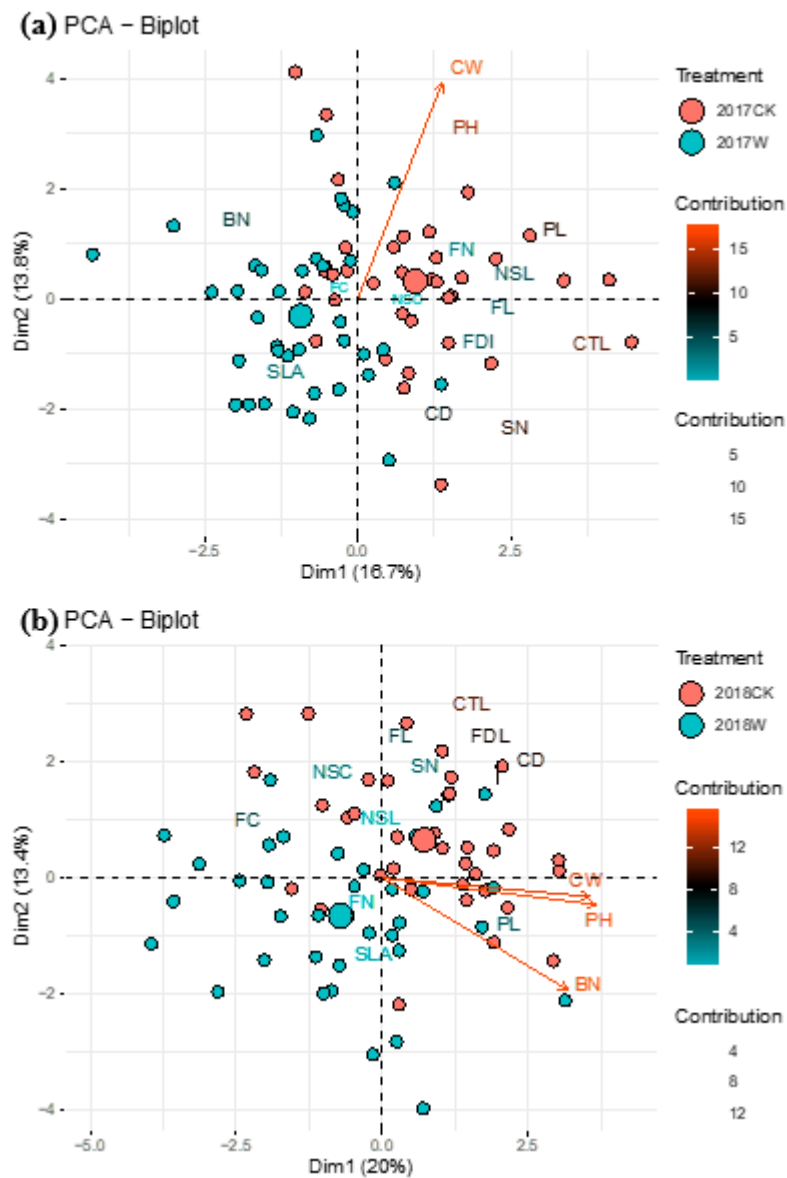 (a) PCA − Biplot
CW
PH
BN
PL
FN
NSL
FC
NSC
FL
FDI
CTL
SLA
CD
SN
4
2
0
−2
−4
Dim2 (13.8%)
−2.5
0.0
2.5
Dim1 (16.7%)
Treatment
2017CK
2017W
Contribution
15
10
5
Contribution
5
10
15
(b) PCA − Biplot
CTL
FL
FDL
CD
SN
NSC
FC
NSL
CW
FN
PH
PL
SLA
BN
4
2
0
−2
−4
Dim2 (13.4%)
−5.0
−2.5
0.0
2.5
Dim1 (20%)
Treatment
2018CK
2018W
Contribution
12
8
4
Contribution
4
8
12